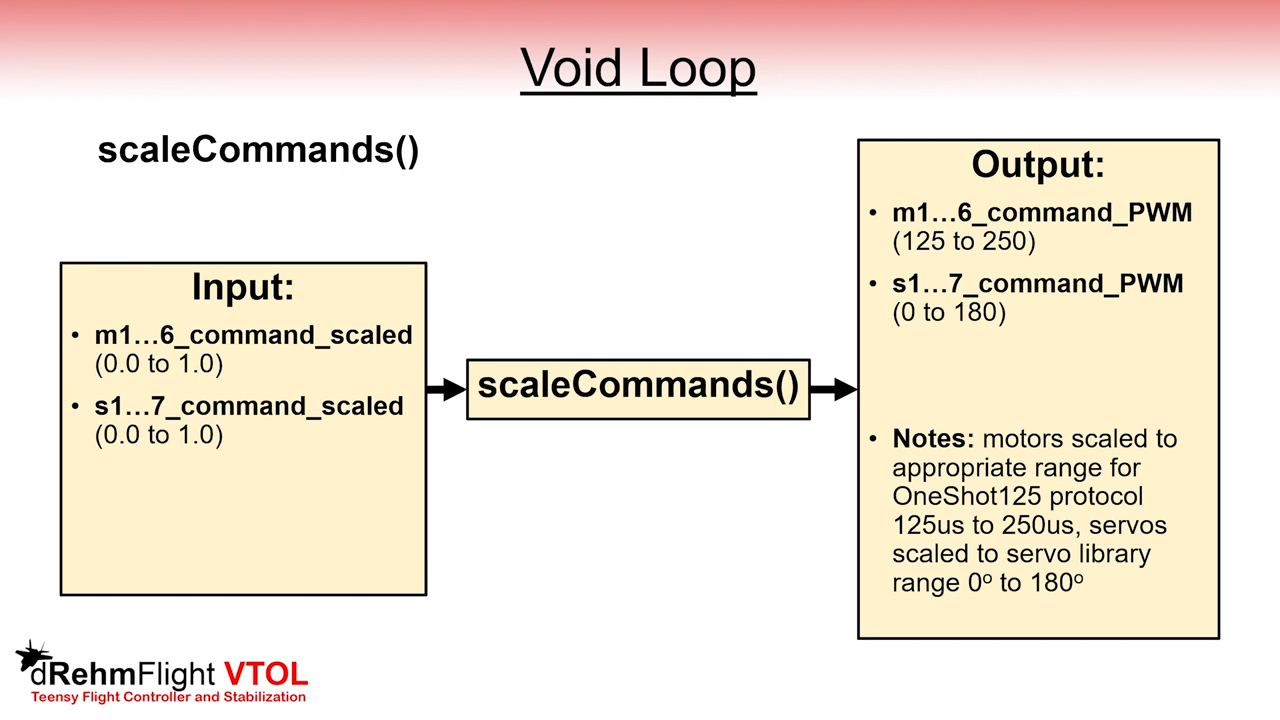 Void Loop
scaleCommands()
Input:
• m1…6_command_scaled
(0.0 to 1.0)
• s1…7_command_scaled
(0.0 to 1.0)
scaleCommands()
Output:
• m1…6_command_PWM
(125 to 250)
• s1…7_command_PWM
(0 to 180)
• Notes: motors scaled to
appropriate range for
OneShot125 protocol
125us to 250us, servos
scaled to servo library
range 0º to 180º
dRehmFlight VTOL
Teensy Flight Controller and Stabilization